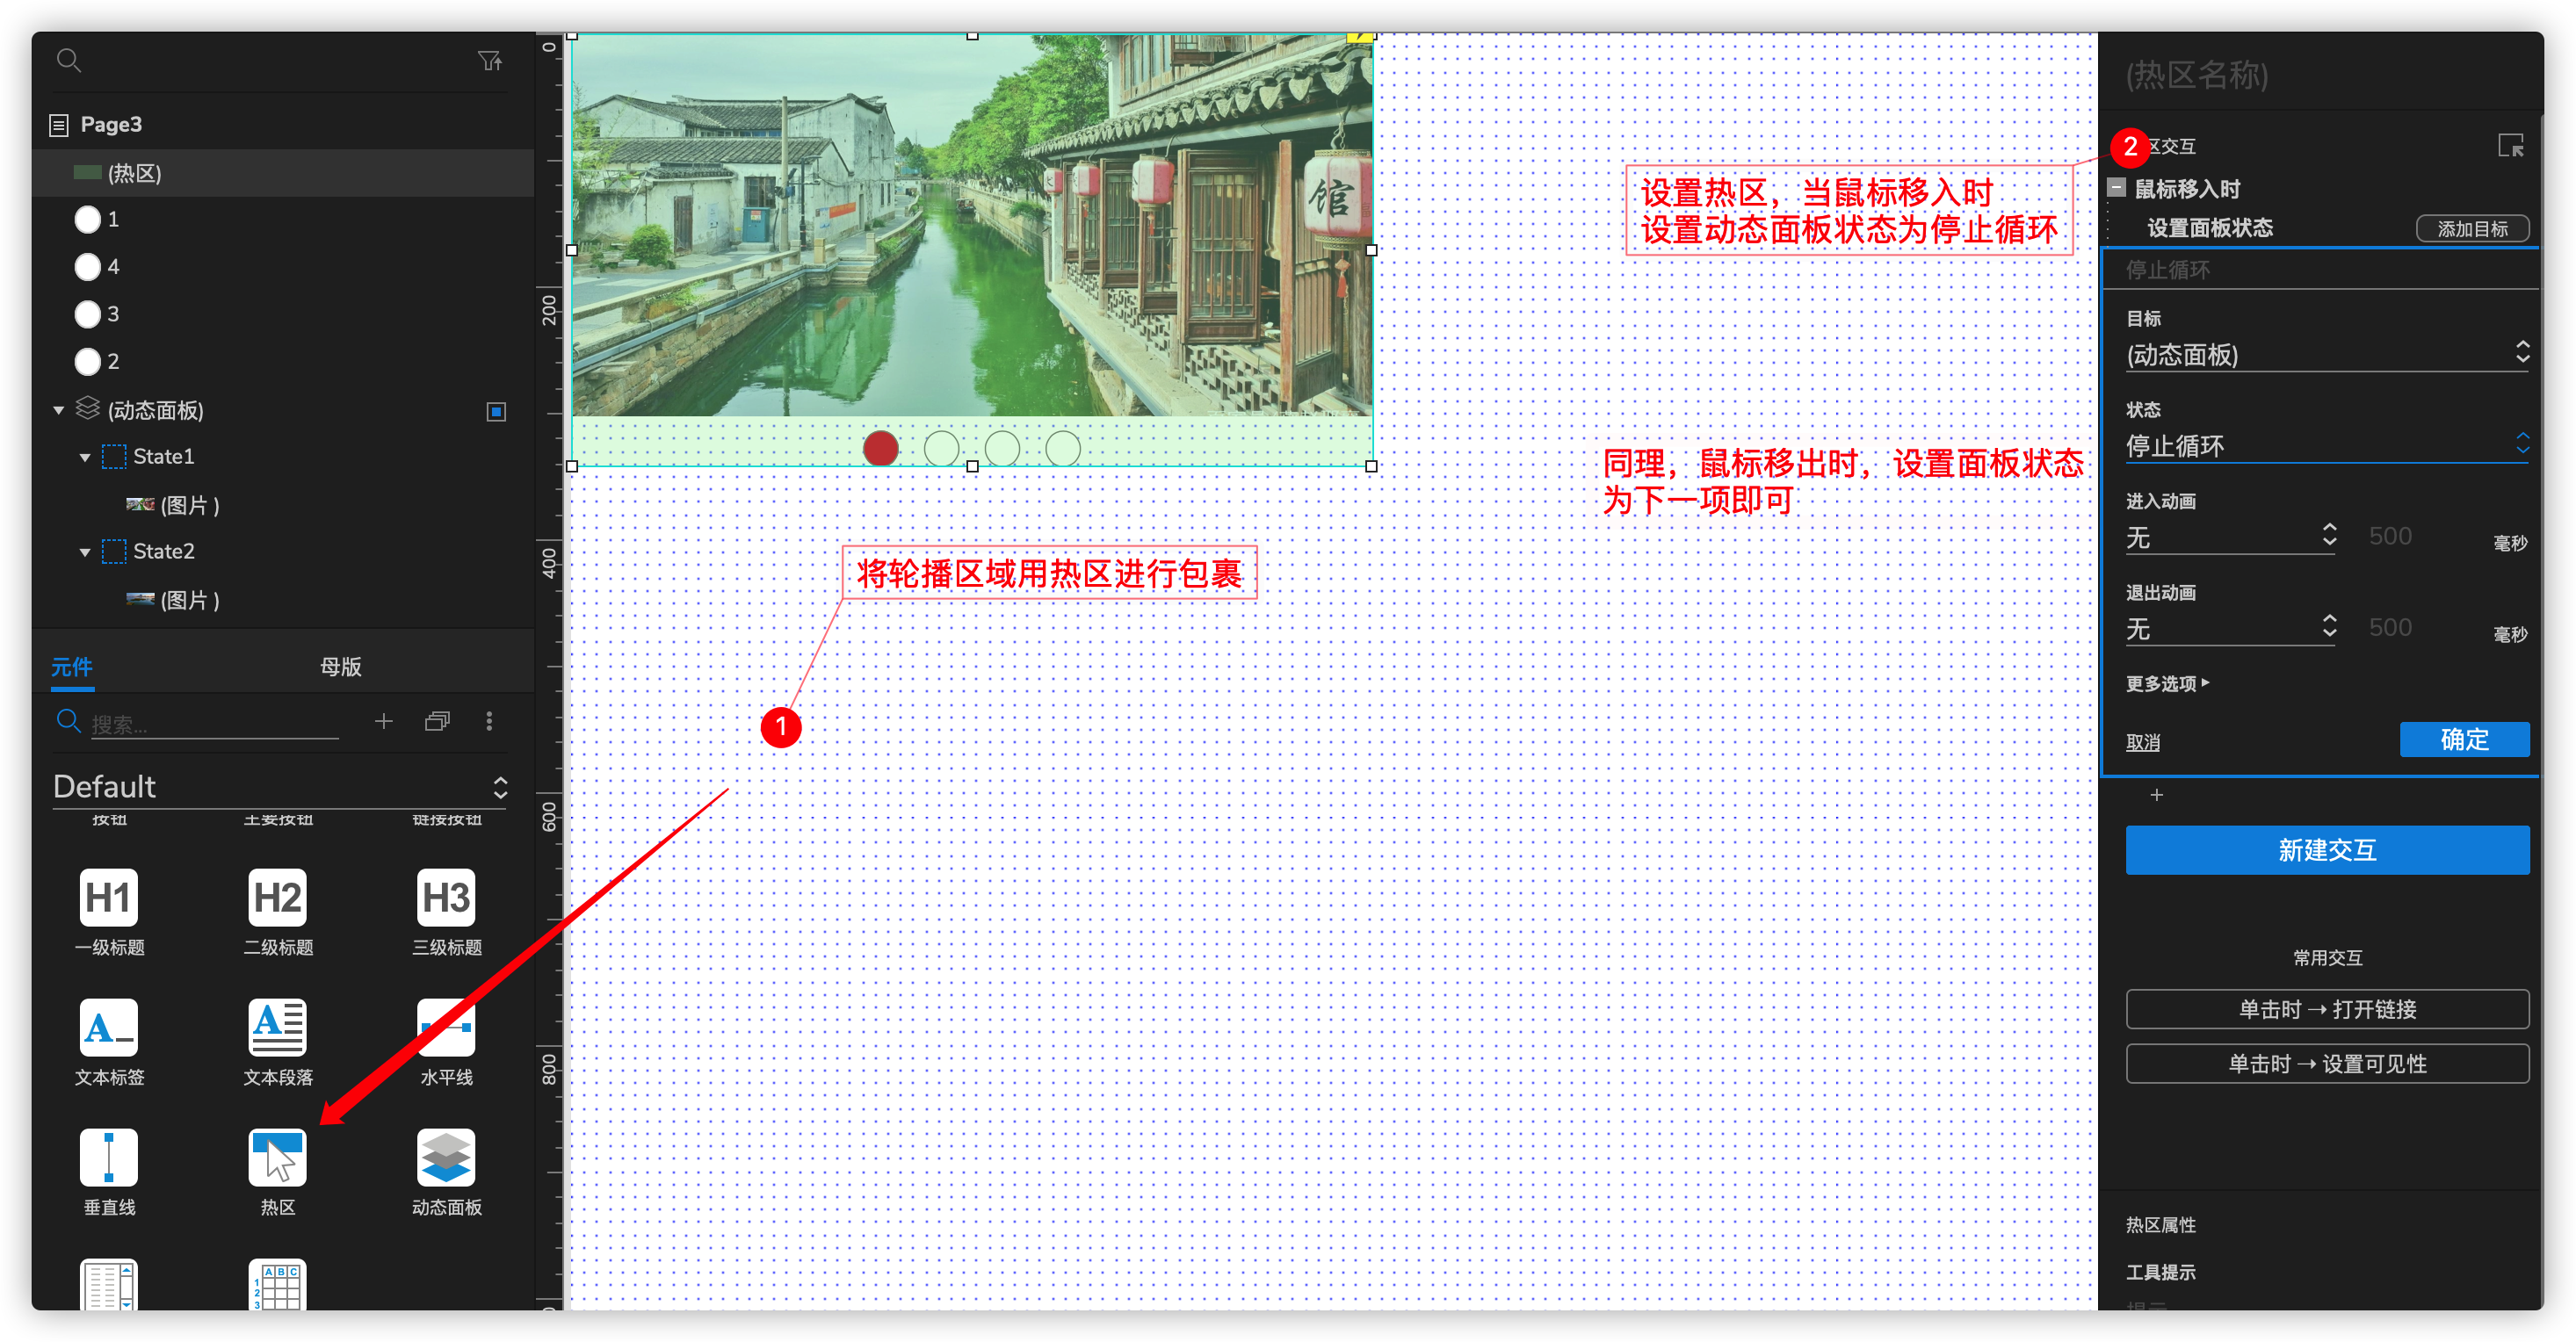 Page3
(热区)
1
4
3
2
(动态面板)
State1
(图片 )
State2
(图片 )
元件
母版
搜索...
Default
按钮
主要按钮
链接按钮
H1
H2
H3
一级标题
二级标题
三级标题
A
A
文本标签
文本段落
水平线
垂直线
热区
动态面板
A B C
1
2
3
0
200
400
600
800
馆
将轮播区域用热区进行包裹
1
设置热区，当鼠标移入时
设置动态面板状态为停止循环
同理，鼠标移出时，设置面板状态
为下一项即可
2
(热区名称)
区交互
鼠标移入时
设置面板状态
添加目标
停止循环
目标
(动态面板)
状态
停止循环
进入动画
无
500
毫秒
退出动画
无
500
毫秒
更多选项
取消
确定
新建交互
常用交互
单击时 → 打开链接
单击时 → 设置可见性
热区属性
工具提示